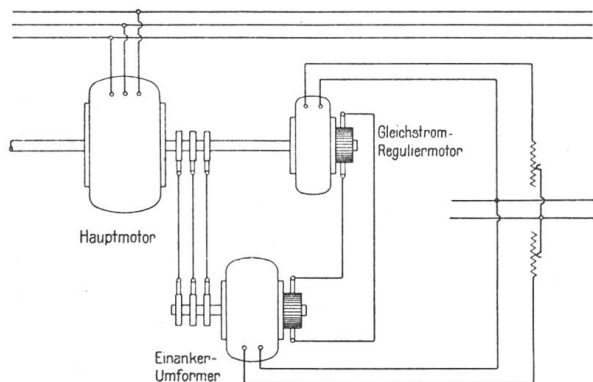 Gleichstrom-
Reguliermotor
Hauptmotor
Einanker-
Umformer